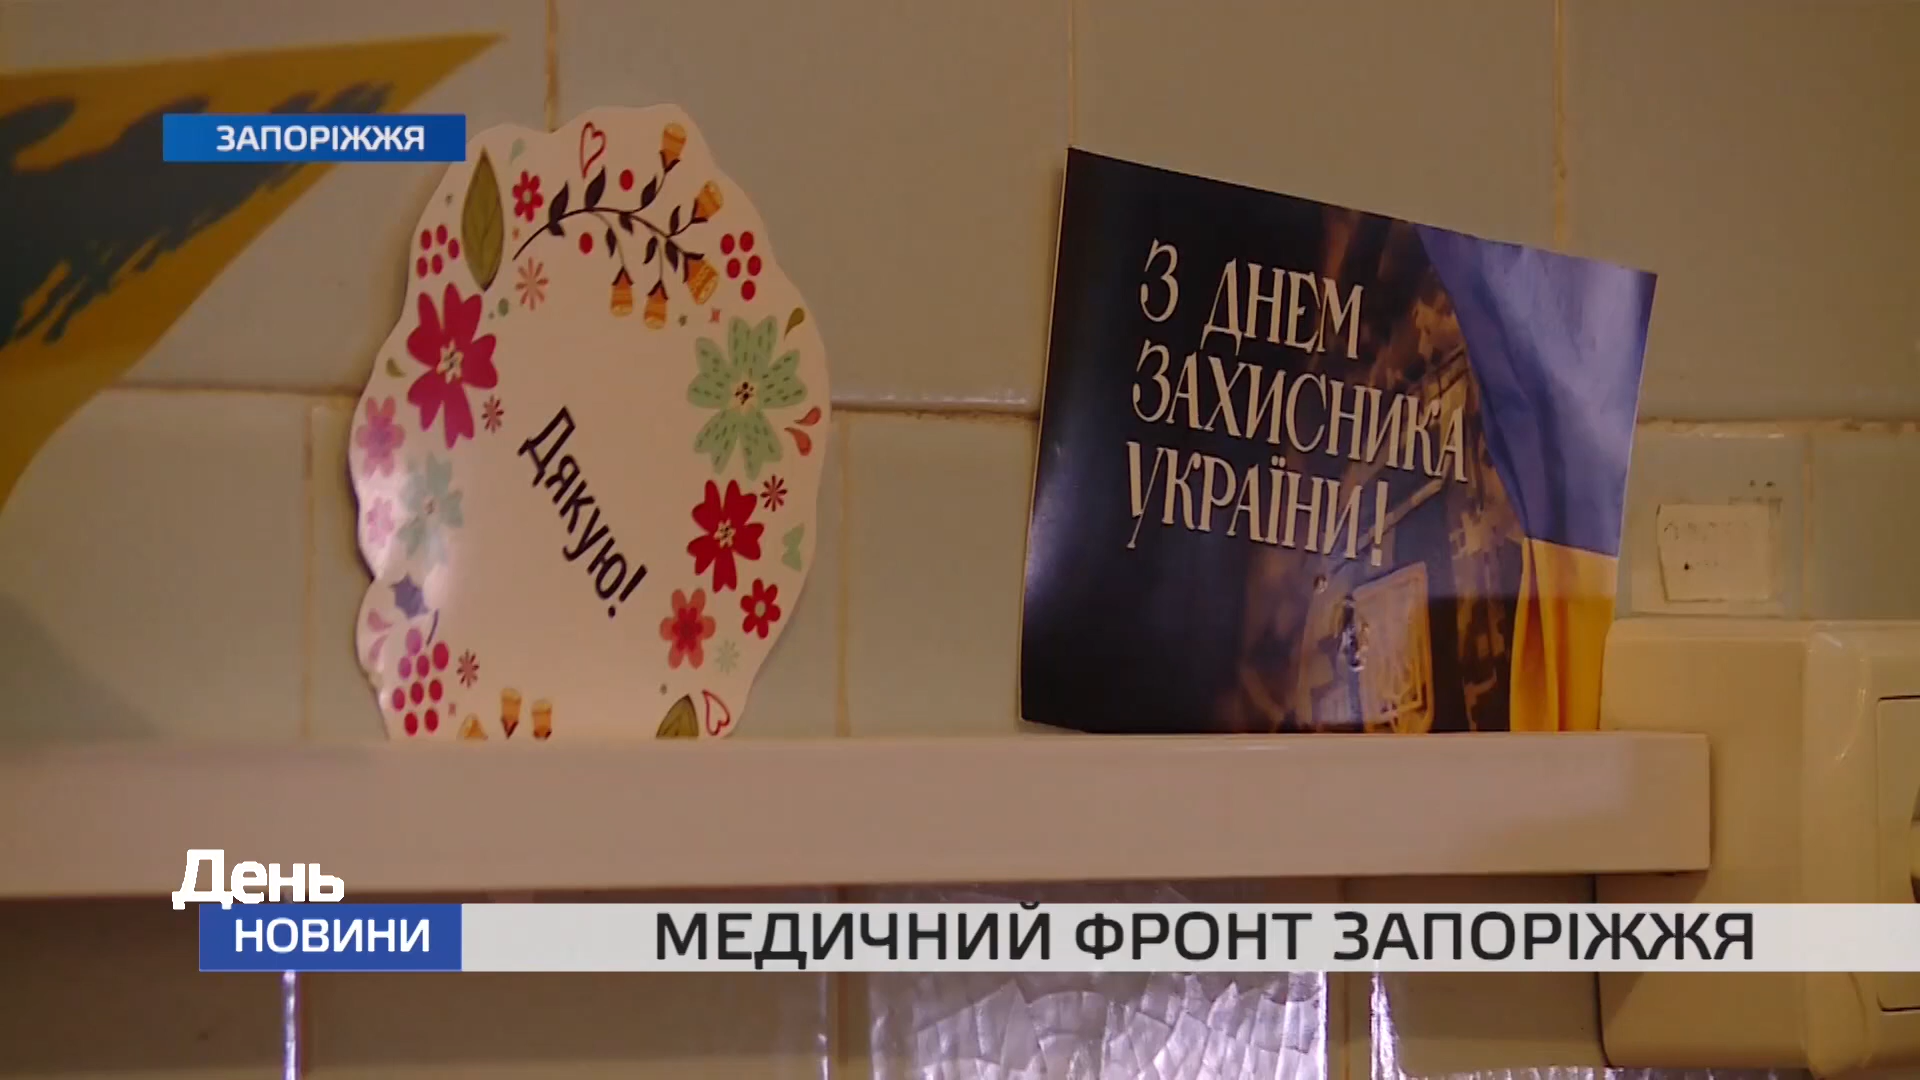 ЗАПОРІЖЖЯ
Дякую!
З ДНЕМ
ЗАХИСНИКА
УКРАЇНИ!
День
НОВИНИ
МЕДИЧНИЙ ФРОНТ ЗАПОРІЖЖЯ